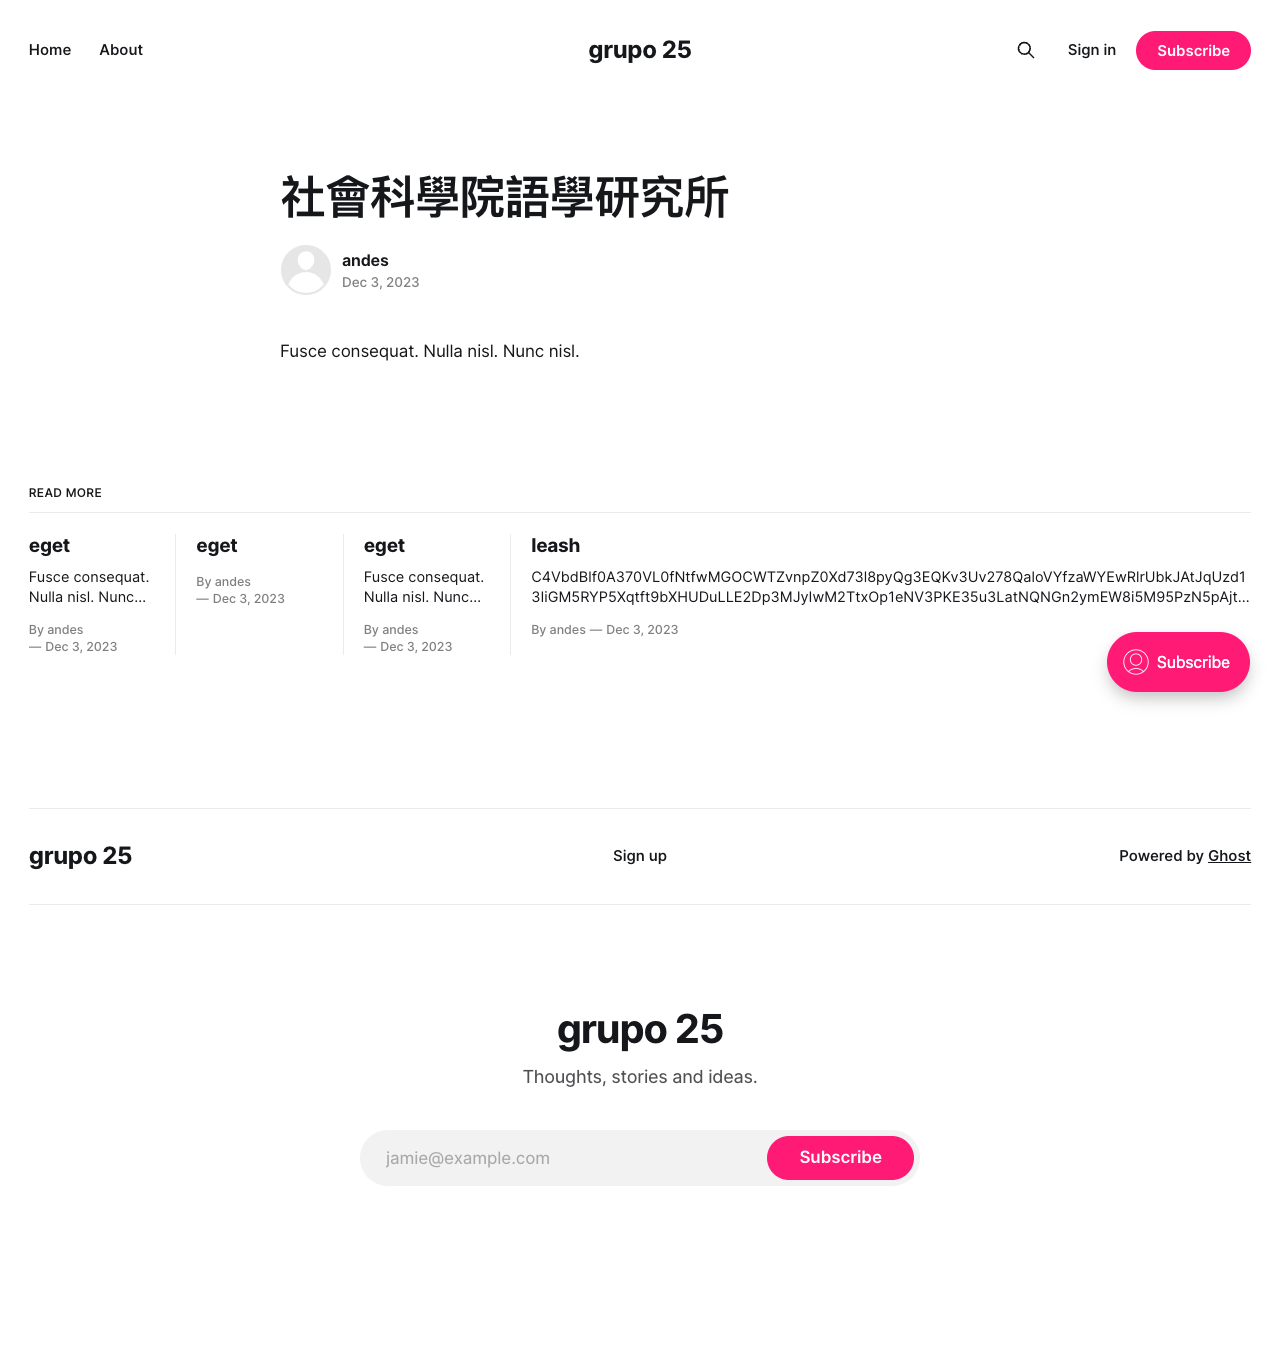 Home About grupo 25 Sign in Subscribe
社會科學院語學研究所
andes
Dec 3, 2023
Fusce consequat. Nulla nisl. Nunc nisl.
READ MORE
eget
Fusce consequat.
Nulla nisl. Nunc...
By andes
— Dec 3, 2023
eget
By andes
— Dec 3, 2023
eget
Fusce consequat.
Nulla nisl. Nunc...
By andes
— Dec 3, 2023
leash
By andes — Dec 3, 2023
Subscribe
grupo 25 Sign up Powered by Ghost
grupo 25
Thoughts, stories and ideas.
jamie@example.com Subscribe